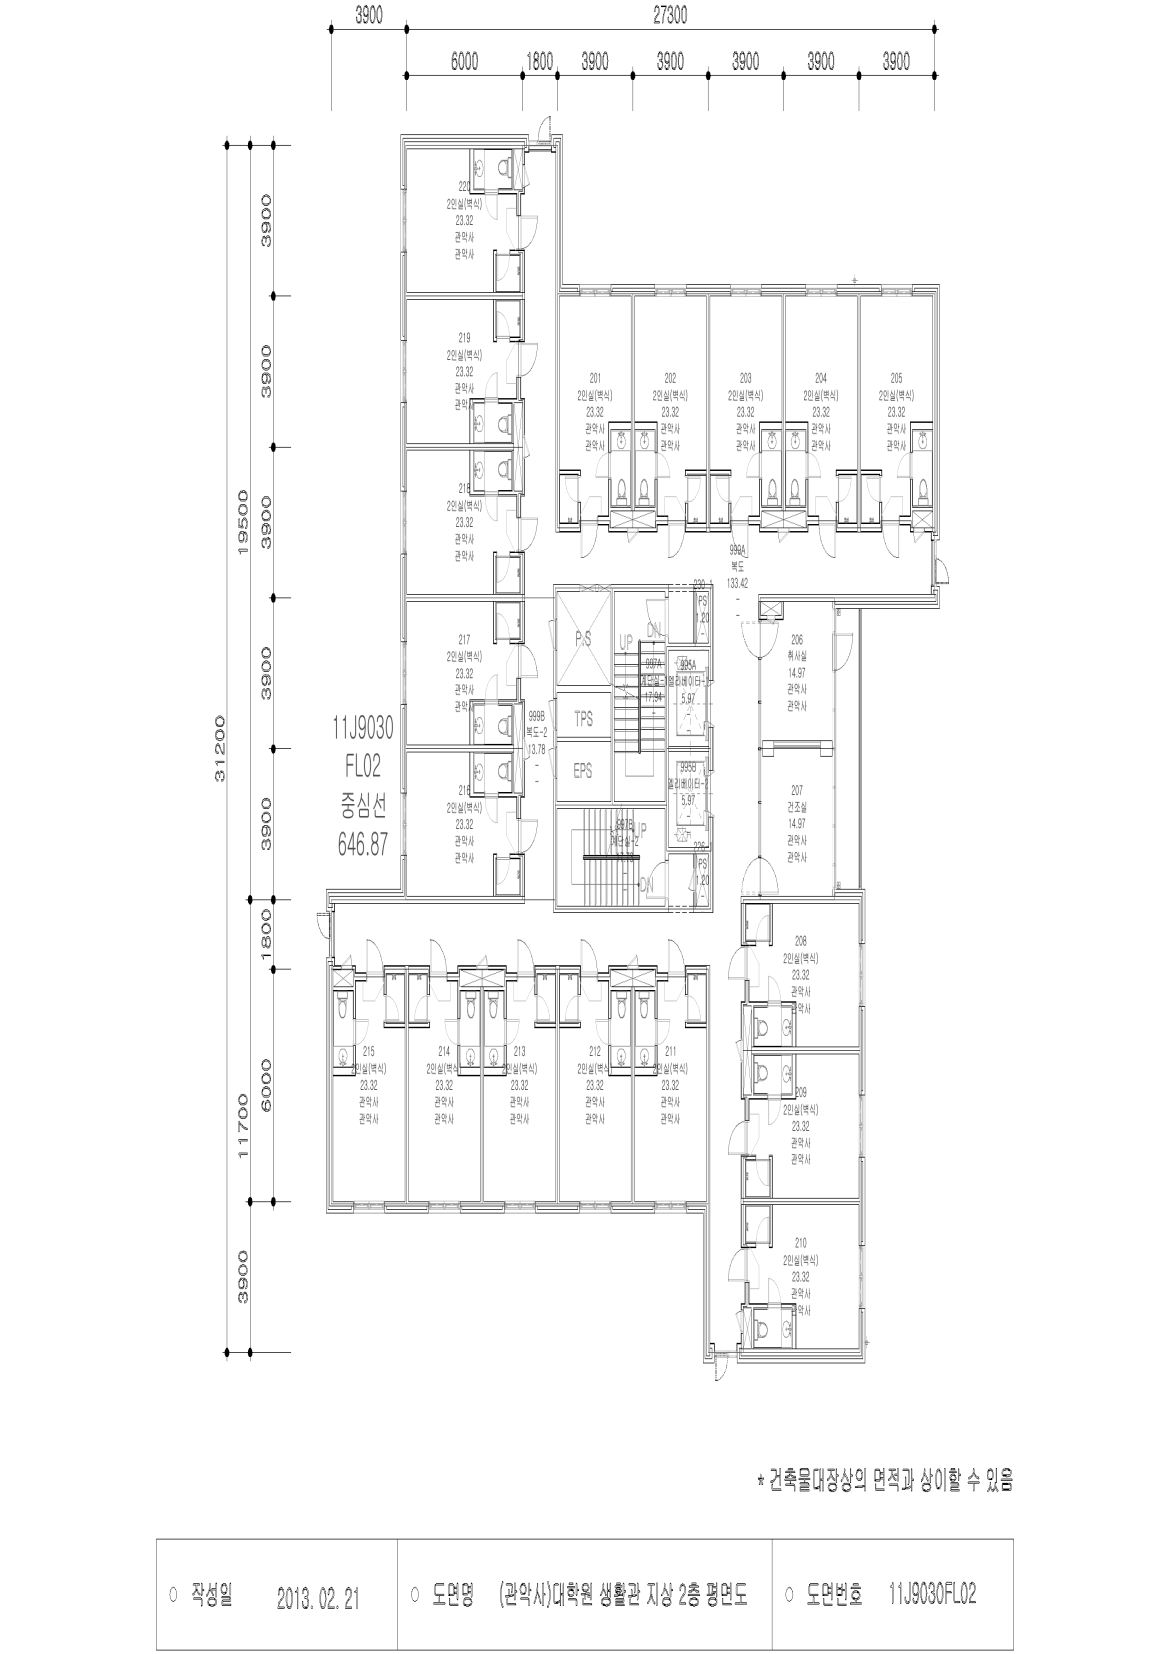 3900
27300
6000
1800
3900
3900
3900
3900
3900
31200
19500
11700
3900
3900
3900
3900
3900
3900
1800
6000
220
2인실(벽식)
23.32
관악사
관악사
219
2인실(벽식)
23.32
관악사
관악사
218
2인실(벽식)
23.32
관악사
관악사
217
2인실(벽식)
23.32
관악사
관악사
216
2인실(벽식)
23.32
관악사
관악사
201
2인실(벽식)
23.32
관악사
관악사
202
2인실(벽식)
23.32
관악사
관악사
203
2인실(벽식)
23.32
관악사
관악사
204
2인실(벽식)
23.32
관악사
관악사
205
2인실(벽식)
23.32
관악사
관악사
999A
복도
133.42
P.S
TPS
EPS
UP
DN
997A
계단실-1
17.94
230-1
PS
1.20
995A
엘리베이터-1
5.97
995B
엘리베이터-2
5.97
999B
복도-2
13.78
997B
계단실-2
UP
DN
PS
1.20
206
취사실
14.97
관악사
관악사
207
건조실
14.97
관악사
관악사
11J9030
FL02
중심선
646.87
208
2인실(벽식)
23.32
관악사
관악사
209
2인실(벽식)
23.32
관악사
관악사
210
2인실(벽식)
23.32
관악사
관악사
215
2인실(벽식)
23.32
관악사
관악사
214
2인실(벽식)
23.32
관악사
관악사
213
2인실(벽식)
23.32
관악사
관악사
212
2인실(벽식)
23.32
관악사
관악사
211
2인실(벽식)
23.32
관악사
관악사
* 건축물대장상의 면적과 상이할 수 있음
○ 작성일 2013. 02. 21
○ 도면명 (관악사)대학원 생활관 지상 2층 평면도
○ 도면번호 11J9030FL02